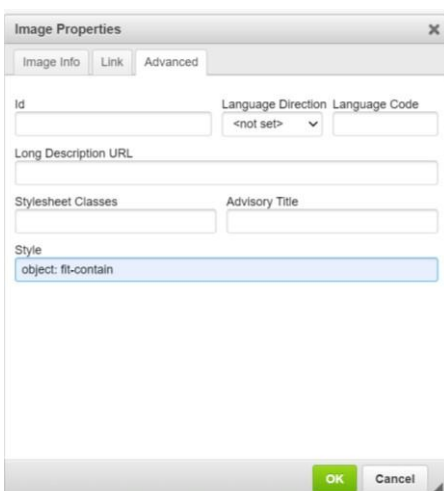 Image Properties
Image Info Link Advanced
Id Language Direction Language Code
<not set>
Long Description URL
Stylesheet Classes Advisory Title
Style
object: fit-contain
OK Cancel